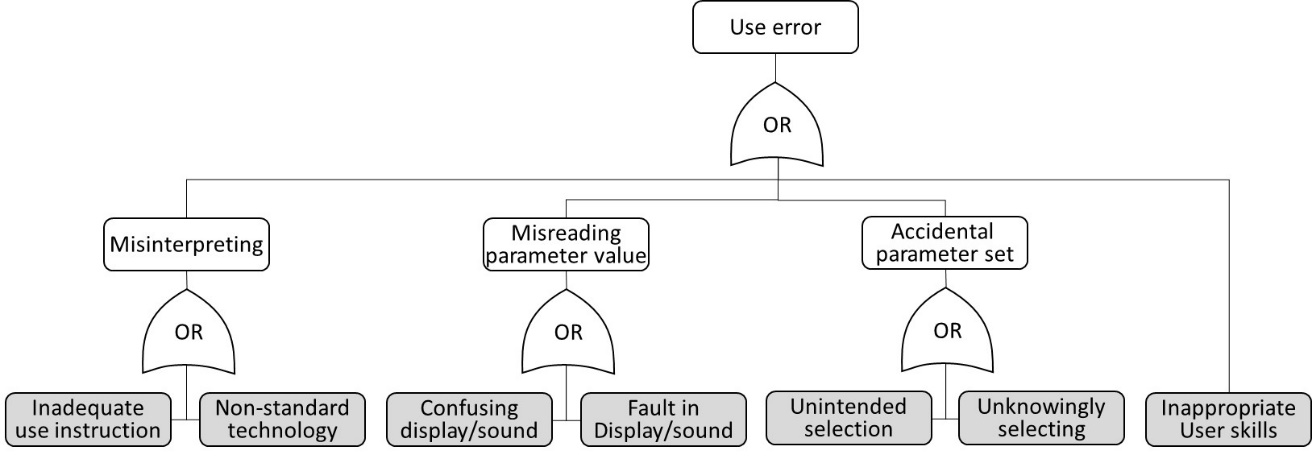 Use error
OR
Misinterpreting
Misreading
parameter value
Accidental
parameter set
OR
OR
OR
Inadequate
use instruction
Non-standard
technology
Confusing
display/sound
Fault in
Display/sound
Unintended
selection
Unknowingly
selecting
Inappropriate
User skills